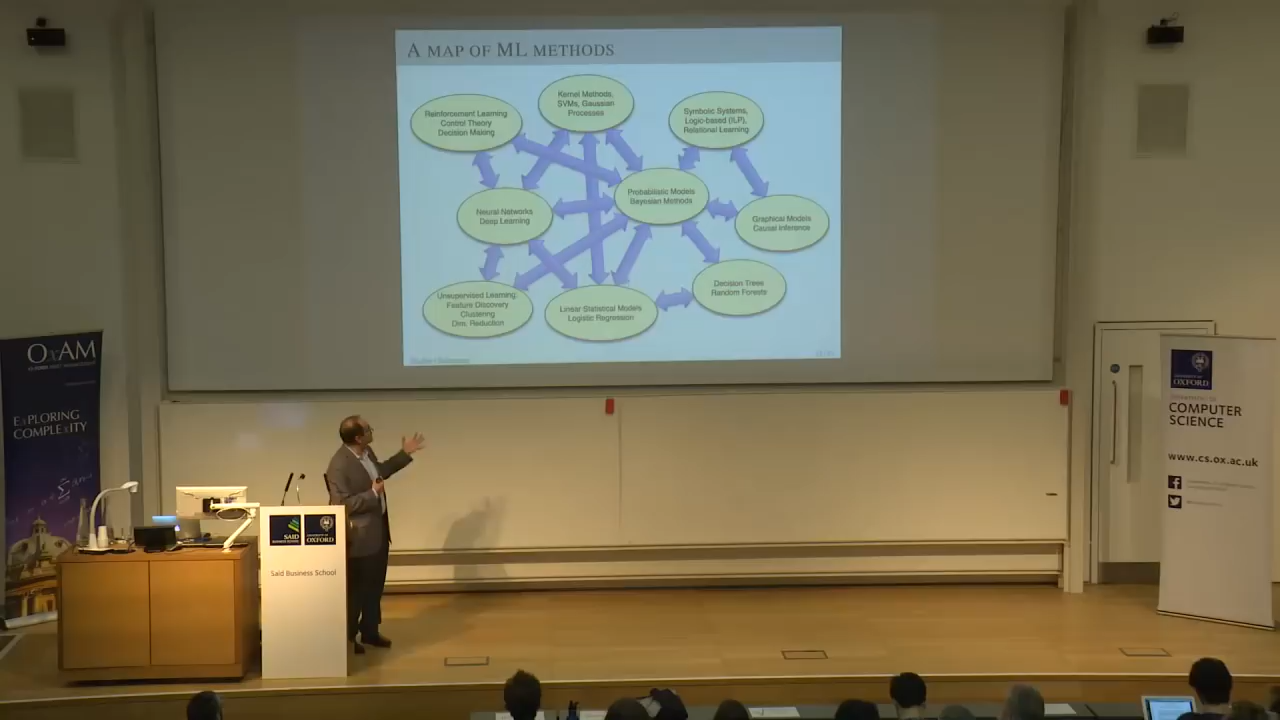 A MAP OF ML METHODS
Kernel Methods,
SVMs, Gaussian
Processes
Reinforcement Learning
Control Theory
Decision Making
Symbolic Systems,
Logic-based (ILP),
Relational Learning
Probabilistic Models
Bayesian Methods
Neural Networks
Deep Learning
Graphical Models
Causal Inference
Decision Trees
Random Forests
Unsupervised Learning:
Feature Discovery
Clustering
Dim. Reduction
Linear Statistical Models
Logistic Regression
OxAM
EXPLORING
COMPLEXITY
SAID
BUSINESS SCHOOL
UNIVERSITY OF
OXFORD
Saïd Business School
UNIVERSITY OF
OXFORD
COMPUTER
SCIENCE
www.cs.ox.ac.uk